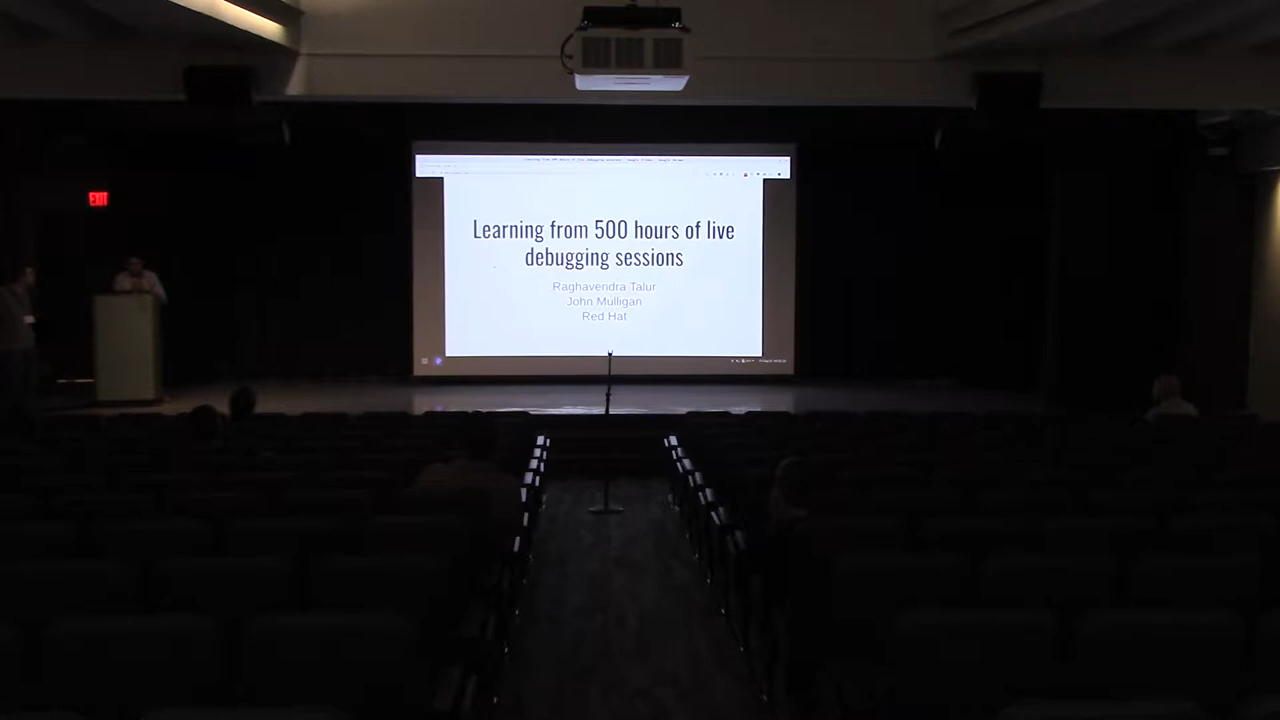 EXIT
Learning from 500 hours of live
debugging sessions
Raghavendra Talur
John Mulligan
Red Hat